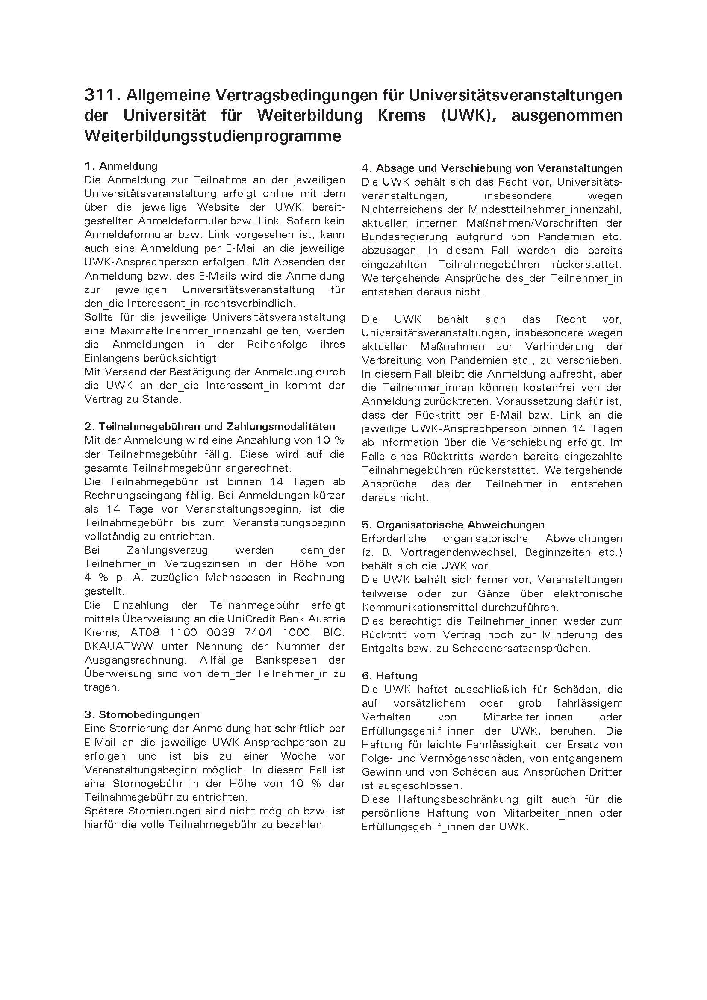 311. Allgemeine Vertragsbedingungen für Universitätsveranstaltungen
der Universität für Weiterbildung Krems (UWK), ausgenommen
Weiterbildungsstudienprogramme
1. Anmeldung
Die Anmeldung zur Teilnahme an der jeweiligen
Universitätsveranstaltung erfolgt online mit dem
über die jeweilige Website der UWK bereit-
gestellten Anmeldeformular bzw. Link. Sofern kein
Anmeldeformular bzw. Link vorgesehen ist, kann
auch eine Anmeldung per E-Mail an die jeweilige
UWK-Ansprechperson erfolgen. Mit Absenden der
Anmeldung bzw. des E-Mails wird die Anmeldung
zur jeweiligen Universitätsveranstaltung für
den_die Interessent_in rechtsverbindlich.
Sollte für die jeweilige Universitätsveranstaltung
eine Maximalteilnehmer_innenzahl gelten, werden
die Anmeldungen in der Reihenfolge ihres
Einlangens berücksichtigt.
Mit Versand der Bestätigung der Anmeldung durch
die UWK an den_die Interessent_in kommt der
Vertrag zu Stande.
2. Teilnahmegebühren und Zahlungsmodalitäten
Mit der Anmeldung wird eine Anzahlung von 10 %
der Teilnahmegebühr fällig. Diese wird auf die
gesamte Teilnahmegebühr angerechnet.
Die Teilnahmegebühr ist binnen 14 Tagen ab
Rechnungseingang fällig. Bei Anmeldungen kürzer
als 14 Tage vor Veranstaltungsbeginn, ist die
Teilnahmegebühr bis zum Veranstaltungsbeginn
vollständig zu entrichten.
Bei Zahlungsverzug werden dem_der
Teilnehmer_in Verzugszinsen in der Höhe von
4 % p. A. zuzüglich Mahnspesen in Rechnung
gestellt.
Die Einzahlung der Teilnahmegebühr erfolgt
mittels Überweisung an die UniCredit Bank Austria
Krems, AT08 1100 0039 7404 1000, BIC:
BKAUATWW unter Nennung der Nummer der
Ausgangsrechnung. Allfällige Bankspesen der
Überweisung sind von dem_der Teilnehmer_in zu
tragen.
3. Stornobedingungen
Eine Stornierung der Anmeldung hat schriftlich per
E-Mail an die jeweilige UWK-Ansprechperson zu
erfolgen und ist bis zu einer Woche vor
Veranstaltungsbeginn möglich. In diesem Fall ist
eine Stornogebühr in der Höhe von 10 % der
Teilnahmegebühr zu entrichten.
Spätere Stornierungen sind nicht möglich bzw. ist
hierfür die volle Teilnahmegebühr zu bezahlen.
4. Absage und Verschiebung von Veranstaltungen
Die UWK behält sich das Recht vor, Universitäts-
veranstaltungen, insbesondere wegen
Nichterreichens der Mindestteilnehmer_innenzahl,
aktuellen internen Maßnahmen/Vorschriften der
Bundesregierung aufgrund von Pandemien etc.
abzusagen. In diesem Fall werden die bereits
eingezahlten Teilnahmegebühren rückerstattet.
Weitergehende Ansprüche des_der Teilnehmer_in
entstehen daraus nicht.
Die UWK behält sich das Recht vor,
Universitätsveranstaltungen, insbesondere wegen
aktuellen Maßnahmen zur Verhinderung der
Verbreitung von Pandemien etc., zu verschieben.
In diesem Fall bleibt die Anmeldung aufrecht, aber
die Teilnehmer_innen können kostenfrei von der
Anmeldung zurücktreten. Voraussetzung dafür ist,
dass der Rücktritt per E-Mail bzw. Link an die
jeweilige UWK-Ansprechperson binnen 14 Tagen
ab Information über die Verschiebung erfolgt. Im
Falle eines Rücktritts werden bereits eingezahlte
Teilnahmegebühren rückerstattet. Weitergehende
Ansprüche des_der Teilnehmer_in entstehen
daraus nicht.
5. Organisatorische Abweichungen
Erforderliche organisatorische Abweichungen
(z. B. Vortragendenwechsel, Beginnzeiten etc.)
behält sich die UWK vor.
Die UWK behält sich ferner vor, Veranstaltungen
teilweise oder zur Gänze über elektronische
Kommunikationsmittel durchzuführen.
Dies berechtigt die Teilnehmer_innen weder zum
Rücktritt vom Vertrag noch zur Minderung des
Entgelts bzw. zu Schadenersatzansprüchen.
6. Haftung
Die UWK haftet ausschließlich für Schäden, die
auf vorsätzlichem oder grob fahrlässigem
Verhalten von Mitarbeiter_innen oder
Erfüllungsgehilf_innen der UWK, beruhen. Die
Haftung für leichte Fahrlässigkeit, der Ersatz von
Folge- und Vermögensschäden, von entgangenem
Gewinn und von Schäden aus Ansprüchen Dritter
ist ausgeschlossen.
Diese Haftungsbeschränkung gilt auch für die
persönliche Haftung von Mitarbeiter_innen oder
Erfüllungsgehilf_innen der UWK.